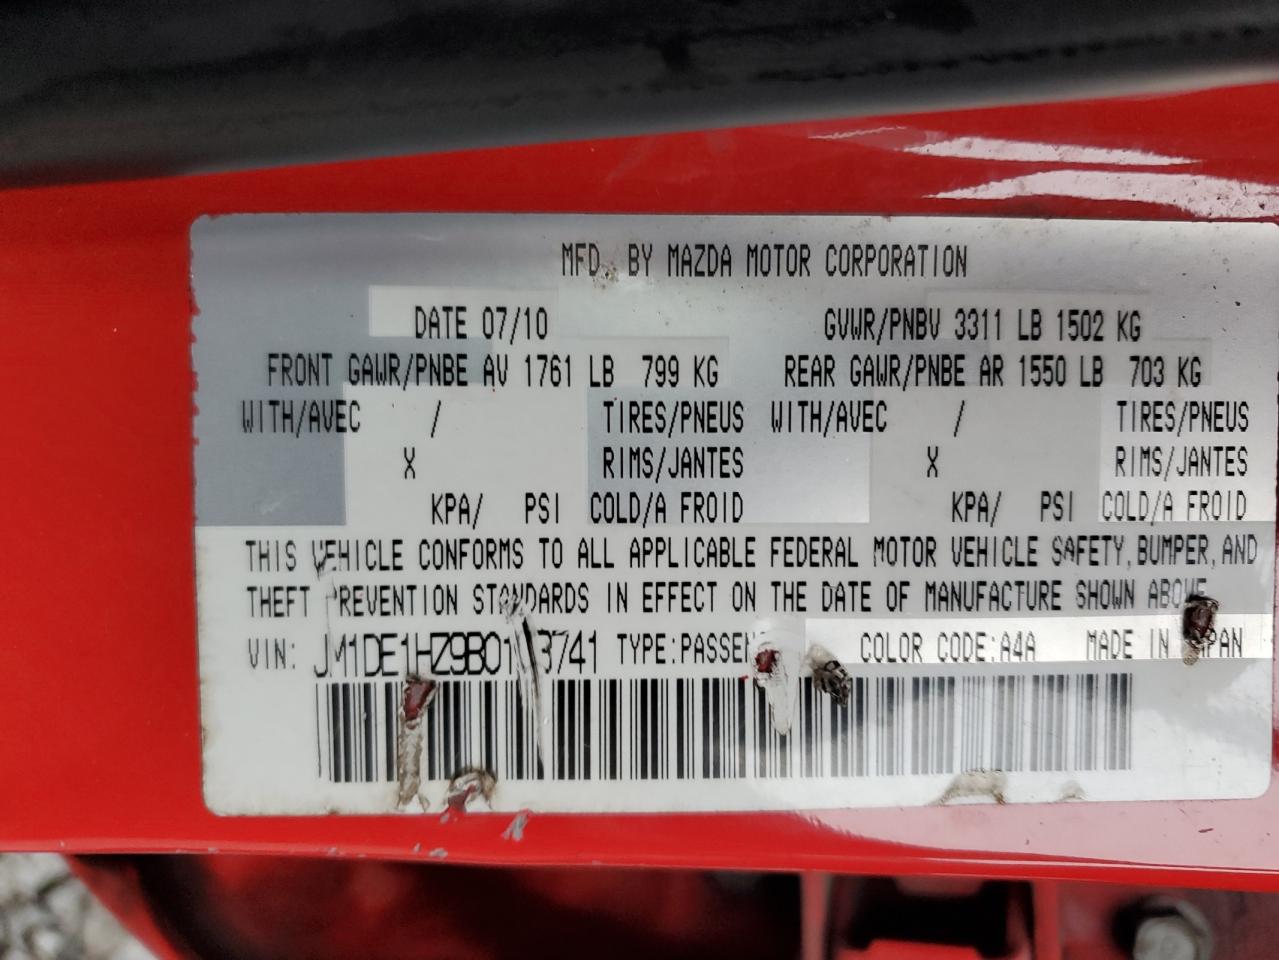 MFD. BY MAZDA MOTOR CORPORATION
DATE 07/10 GVWR/PNBV 3311 LB 1502 KG
FRONT GAWR/PNBE AV 1761 LB 799 KG REAR GAWR/PNBE AR 1550 LB 703 KG
WITH/AVEC / TIRES/PNEUS WITH/AVEC / TIRES/PNEUS
X RIMS/JANTES X RIMS/JANTES
KPA/ PSI COLD/A FROID KPA/ PSI COLD/A FROID
THIS VEHICLE CONFORMS TO ALL APPLICABLE FEDERAL MOTOR VEHICLE SAFETY, BUMPER, AND
THEFT PREVENTION STANDARDS IN EFFECT ON THE DATE OF MANUFACTURE SHOWN ABOVE
VIN: TYPE:PASSEN COLOR CODE:A4A MADE IN JAPAN